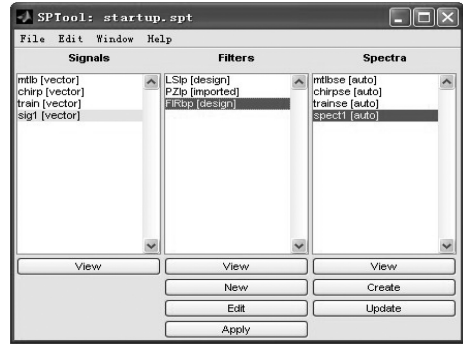 SPTool: startup.spt
File Edit Window Help
Signals Filters Spectra
mtlb [vector]
chirp [vector]
train [vector]
sig1 [vector]
LSlp [design]
PZlp [imported]
FIRbp [design]
mtlbse [auto]
chirpse [auto]
trainse [auto]
spect1 [auto]
View View View
New Create
Edit Update
Apply